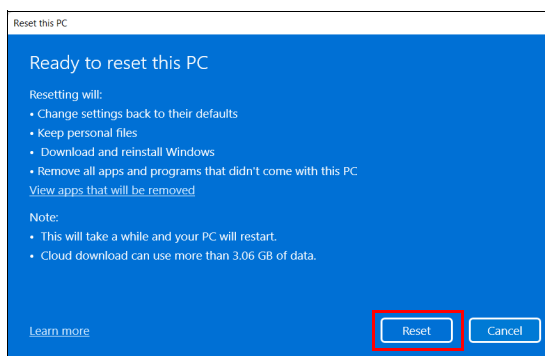 Reset this PC
Ready to reset this PC
Resetting will:
• Change settings back to their defaults
• Keep personal files
• Download and reinstall Windows
• Remove all apps and programs that didn't come with this PC
View apps that will be removed
Note:
• This will take a while and your PC will restart.
• Cloud download can use more than 3.06 GB of data.
Learn more
Reset
Cancel